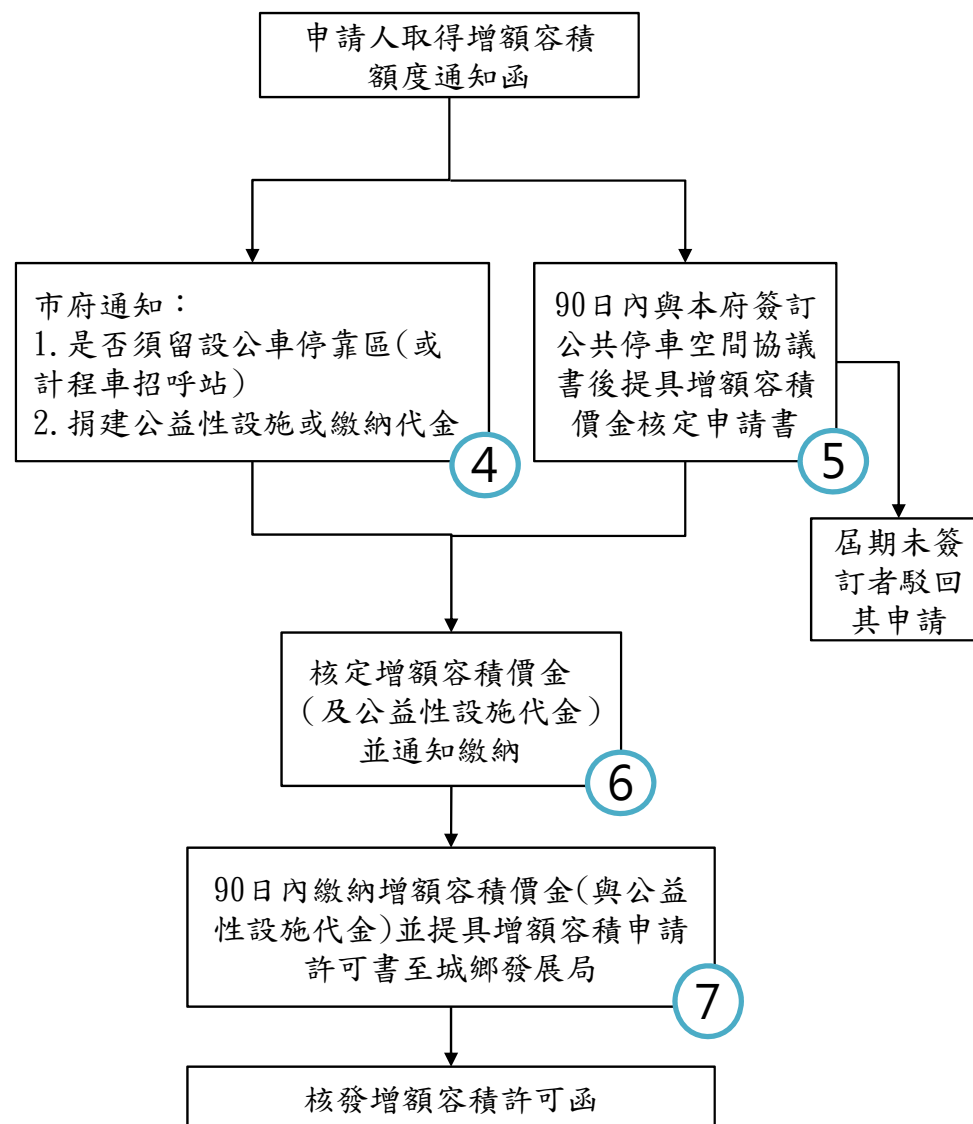 申請人取得增額容積
額度通知函
市府通知：
1.是否須留設公車停靠區(或
計程車招呼站)
2.捐建公益性設施或繳納代金
4
90日內與本府簽訂
公共停車空間協議
書後提具增額容積
價金核定申請書
5
屆期未簽
訂者駁回
其申請
核定增額容積價金
(及公益性設施代金)
並通知繳納
6
90日內繳納增額容積價金(與公益
性設施代金)並提具增額容積申請
許可書至城鄉發展局
7
核發增額容積許可函